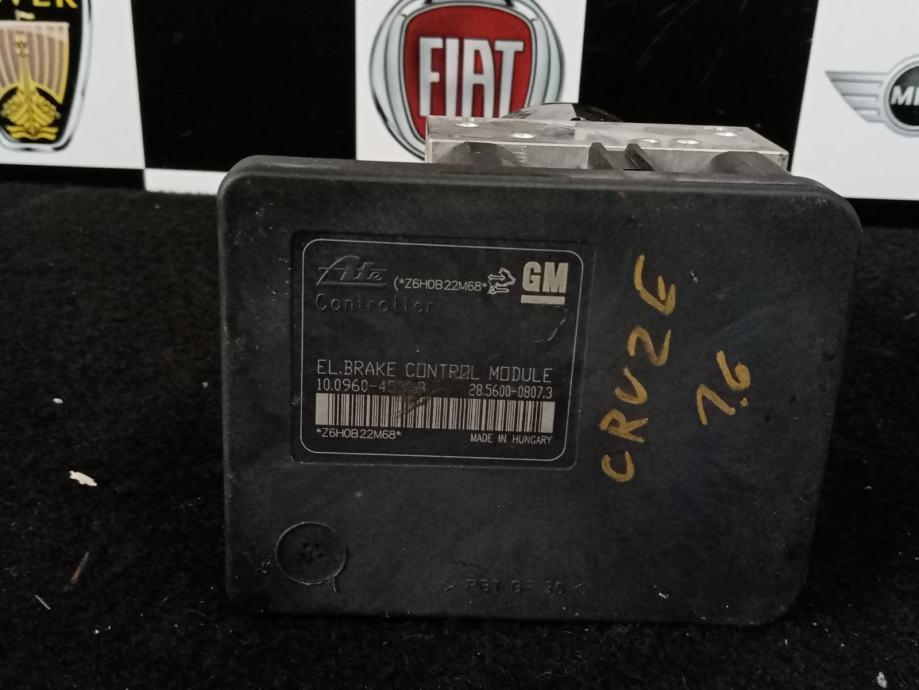 FIAT
Ate
(*Z6H0B22M68*
GM
Controller
EL.BRAKE CONTROL MODULE
28.5600-0807.3
*Z6H0B22M68*
MADE IN HUNGARY
CRUZE
1.6